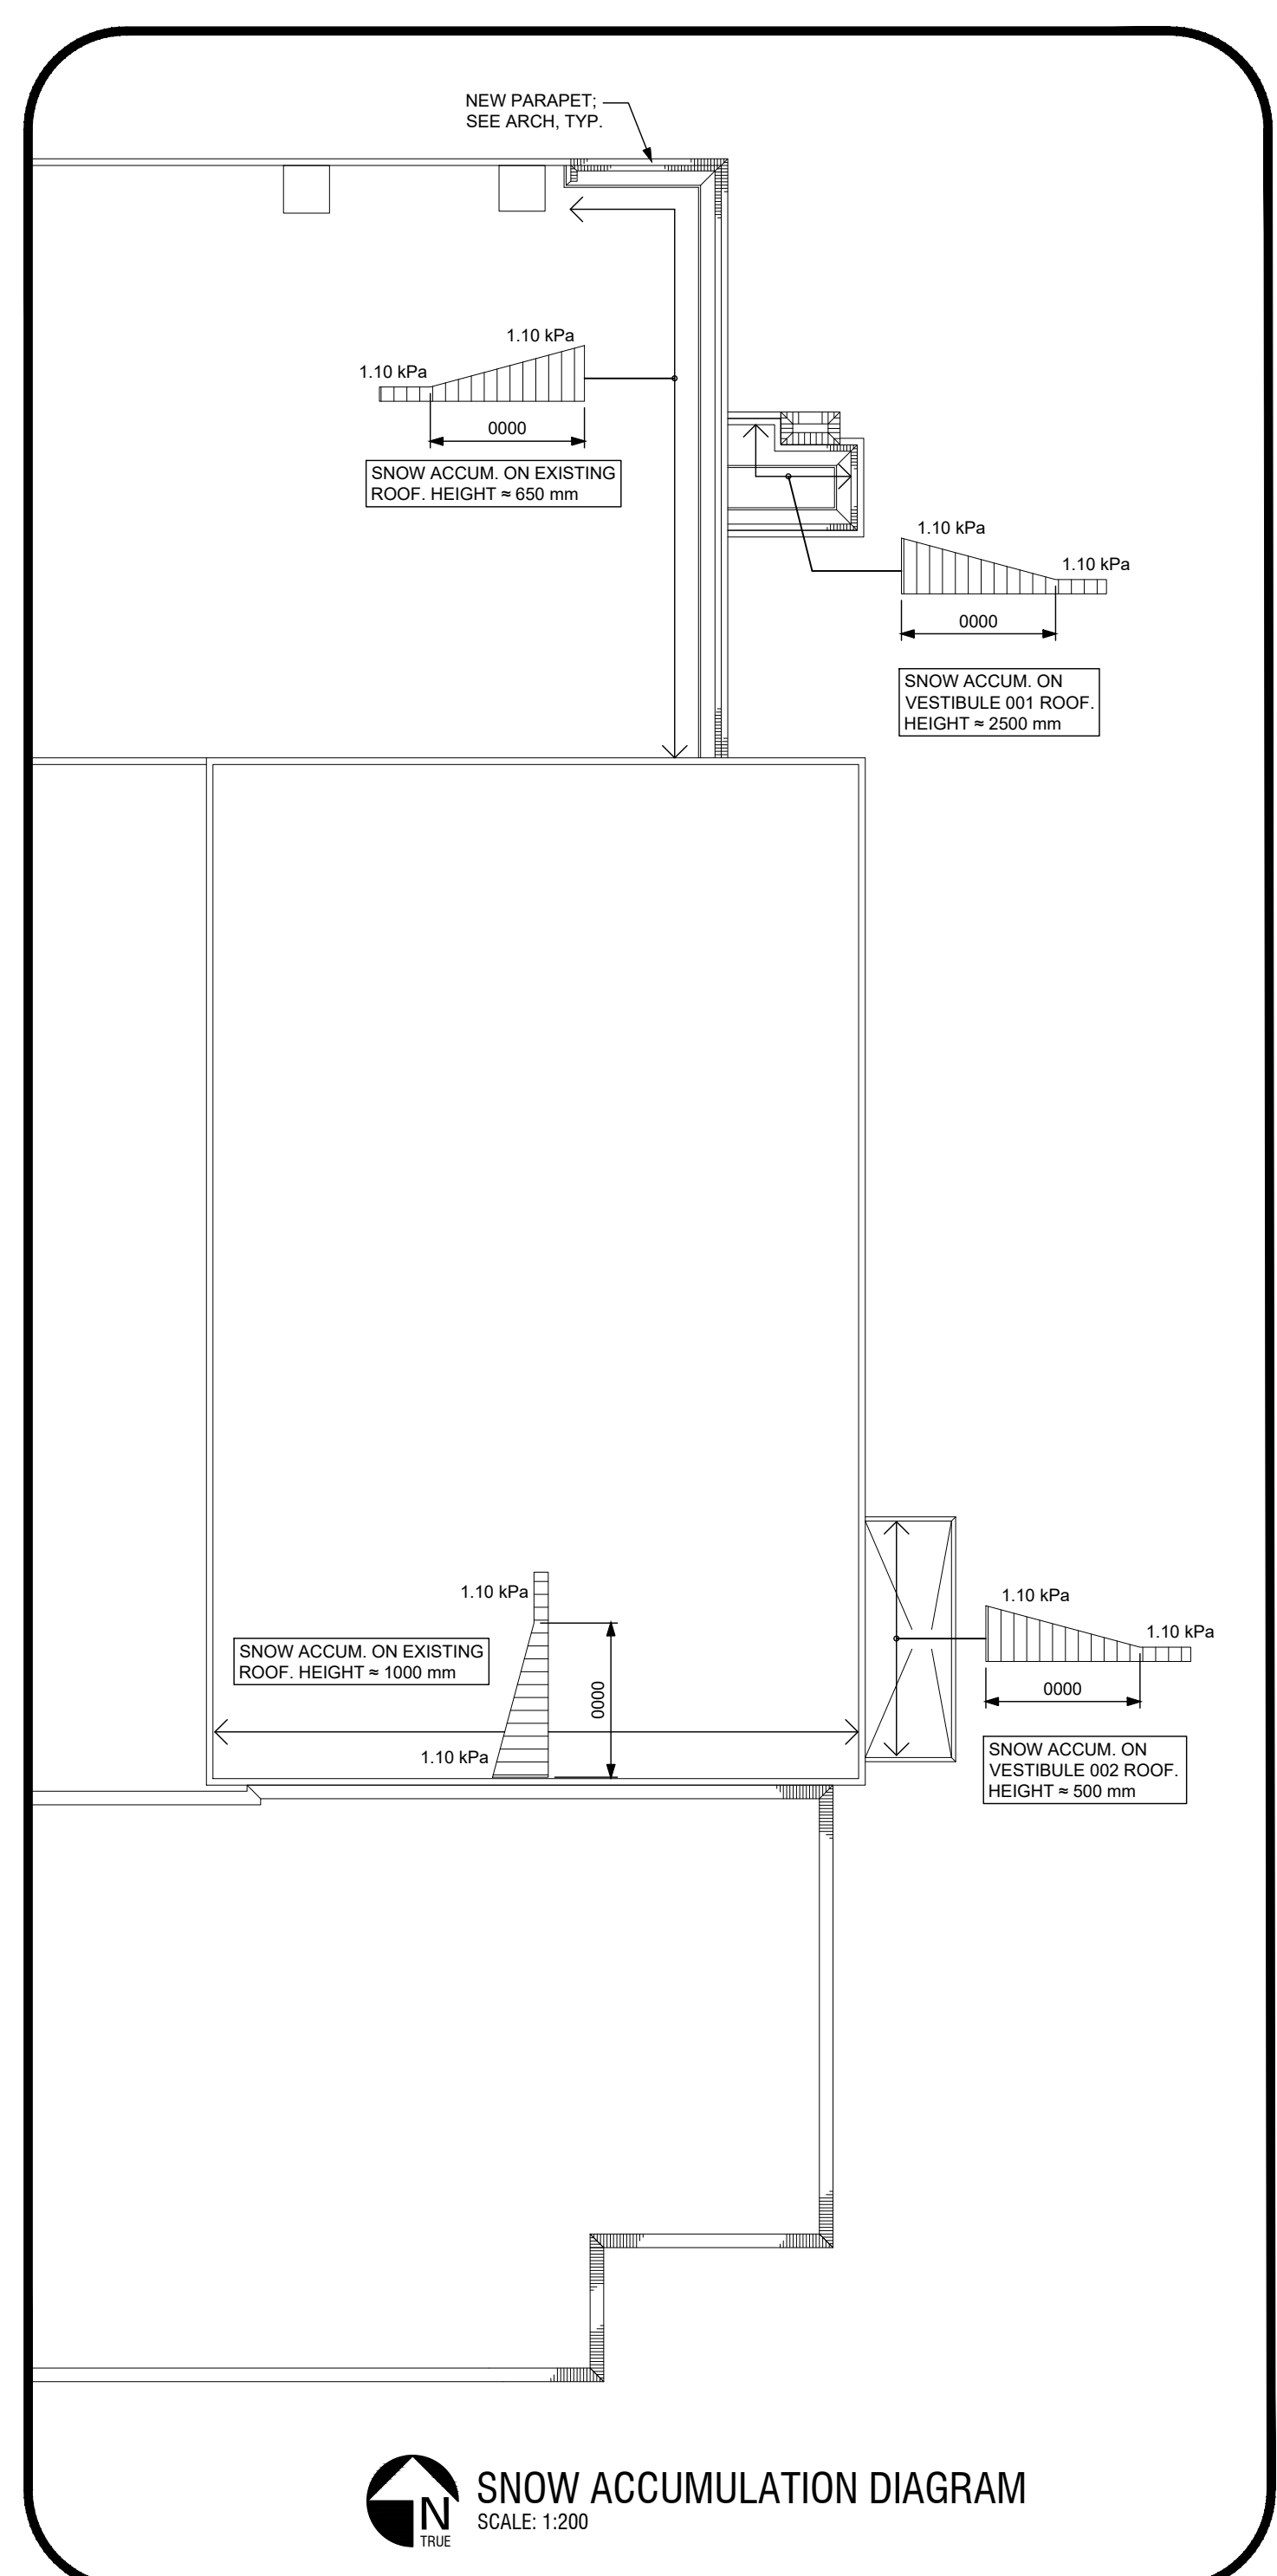 NEW PARAPET;
SEE ARCH, TYP.
1.10 kPa
1.10 kPa
0000
SNOW ACCUM. ON EXISTING
ROOF. HEIGHT ≈ 650 mm
1.10 kPa
1.10 kPa
0000
SNOW ACCUM. ON
VESTIBULE 001 ROOF.
HEIGHT ≈ 2500 mm
1.10 kPa
SNOW ACCUM. ON EXISTING
ROOF. HEIGHT ≈ 1000 mm
0000
1.10 kPa
1.10 kPa
1.10 kPa
0000
SNOW ACCUM. ON
VESTIBULE 002 ROOF.
HEIGHT ≈ 500 mm
N
TRUE
SNOW ACCUMULATION DIAGRAM
SCALE: 1:200